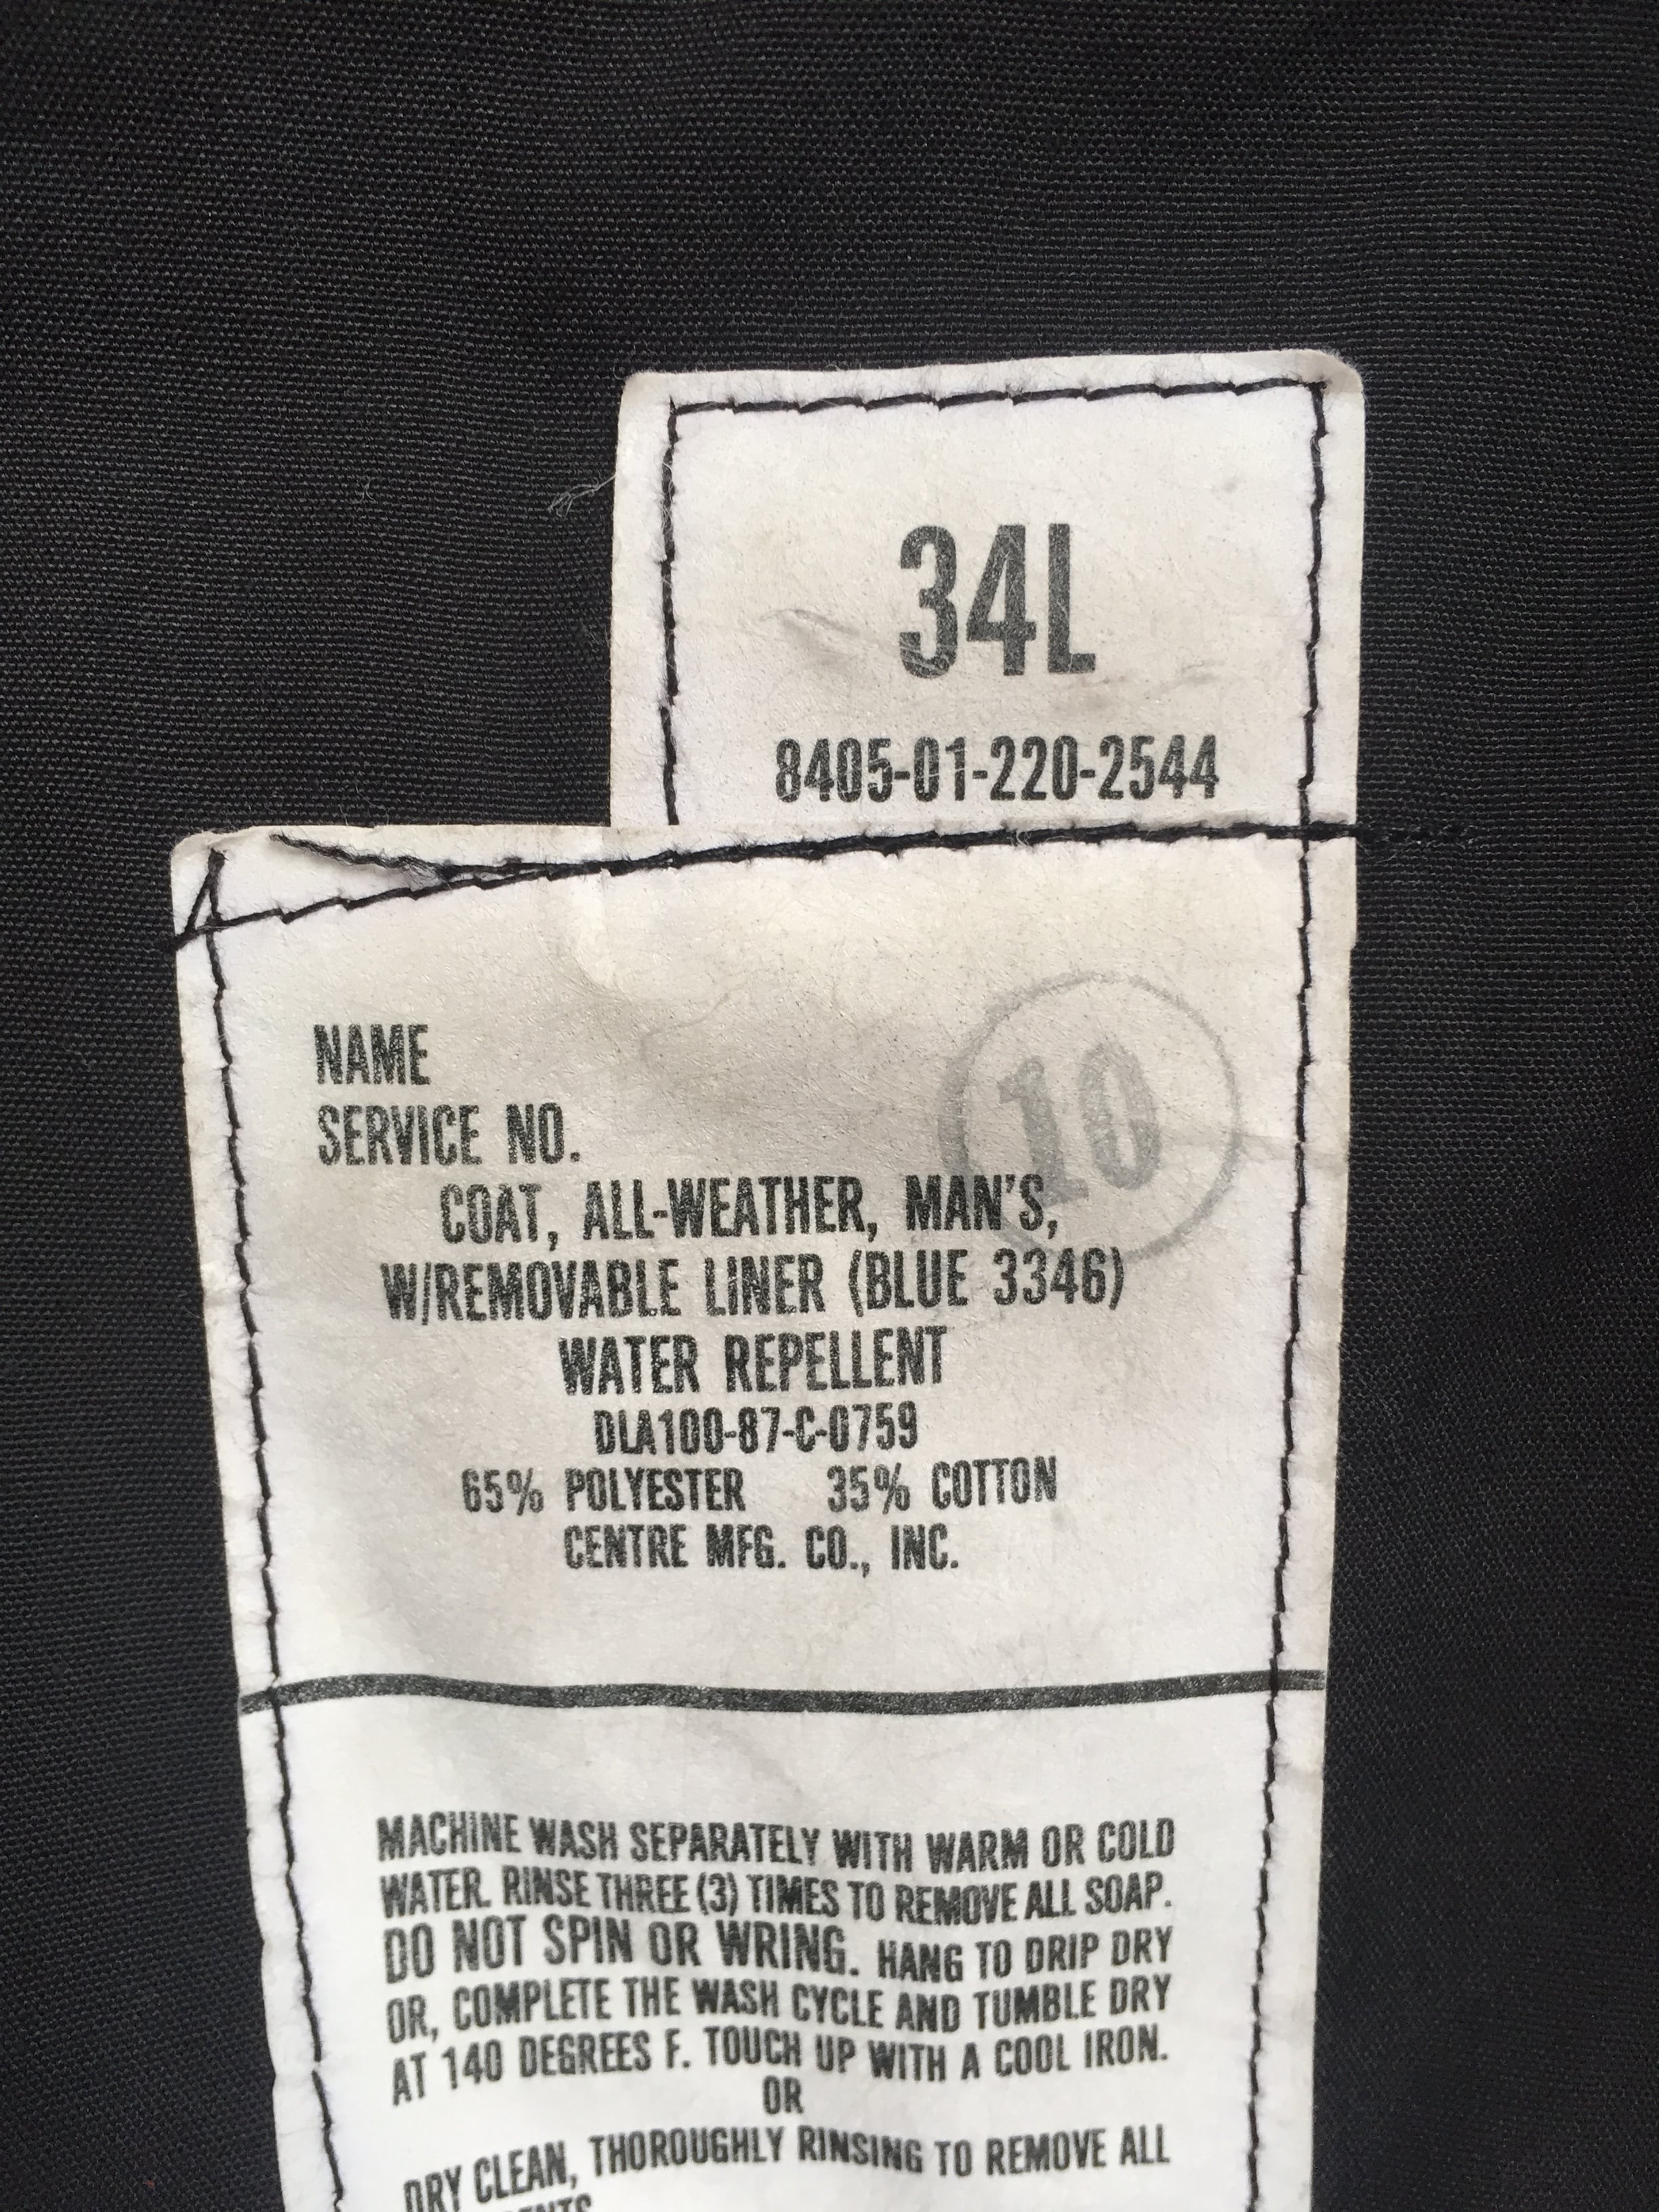 34L
8405-01-220-2544
NAME
10
SERVICE NO.
COAT, ALL-WEATHER, MAN'S,
W/REMOVABLE LINER (BLUE 3346)
WATER REPELLENT
DLA100-87-C-0759
65% POLYESTER 35% COTTON
CENTRE MFG. CO., INC.
MACHINE WASH SEPARATELY WITH WARM OR COLD
WATER. RINSE THREE (3) TIMES TO REMOVE ALL SOAP.
DO NOT SPIN OR WRING. HANG TO DRIP DRY
OR, COMPLETE THE WASH CYCLE AND TUMBLE DRY
AT 140 DEGREES F. TOUCH UP WITH A COOL IRON.
OR
DRY CLEAN, THOROUGHLY RINSING TO REMOVE ALL